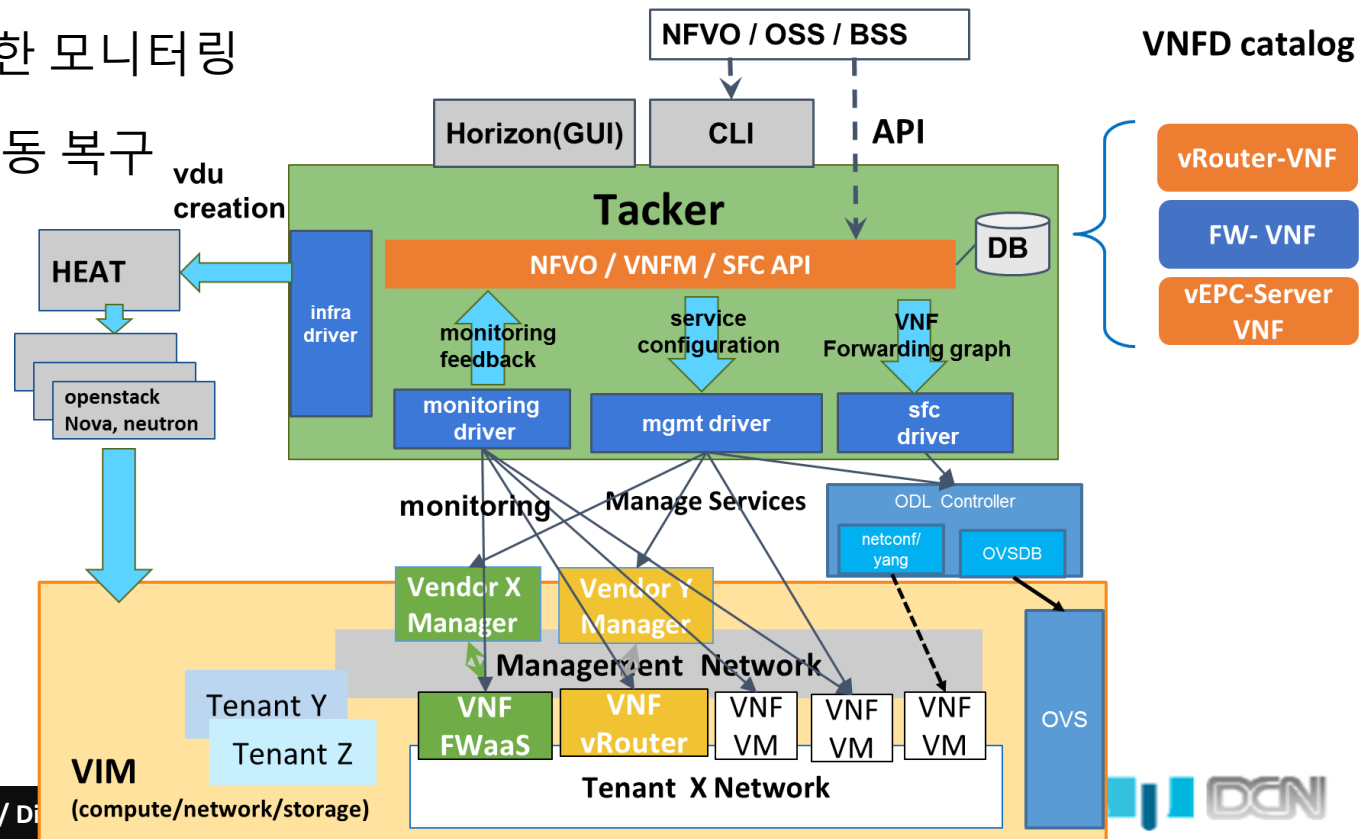 한 모니터링
동 복구
NFVO / OSS / BSS
VNFD catalog
Horizon(GUI)
CLI
API
vdu
creation
Tacker
DB
NFVO / VNFM / SFC API
HEAT
infra
driver
monitoring
feedback
service
configuration
VNF
Forwarding graph
vRouter-VNF
FW- VNF
vEPC-Server
VNF
openstack
Nova, neutron
monitoring
driver
mgmt driver
sfc
driver
monitoring
Manage Services
ODL Controller
netconf/
yang
OVSDB
Vendor X
Manager
Vendor Y
Manager
Management Network
Tenant Y
Tenant Z
VNF
FWaaS
VNF
vRouter
VNF
VM
VNF
VM
VNF
VM
OVS
Tenant X Network
VIM
(compute/network/storage)
/ Di
DCN